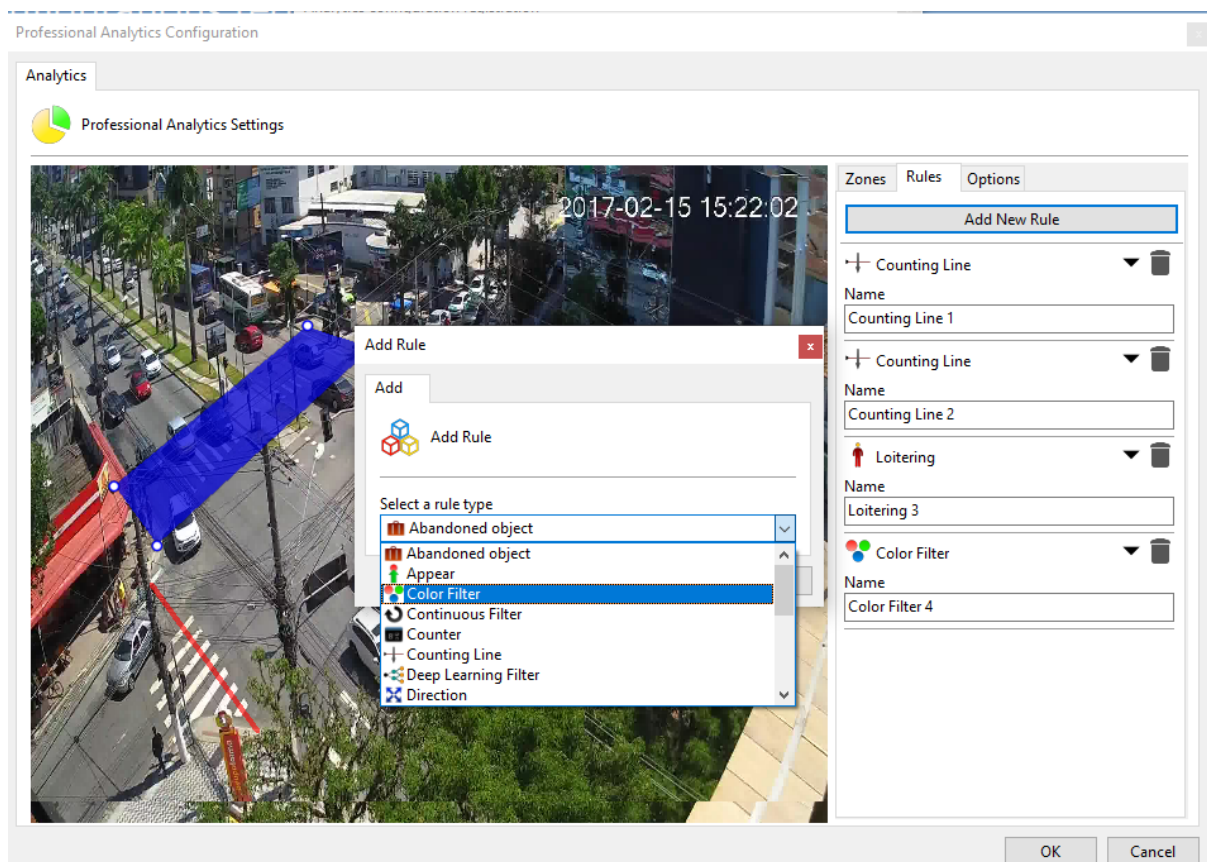 Professional Analytics Configuration
Analytics
Professional Analytics Settings
2017-02-15 15:22:02
Zones Rules Options
Add New Rule
Counting Line
Name
Counting Line 1
Counting Line
Name
Counting Line 2
Loitering
Name
Loitering 3
Color Filter
Name
Color Filter 4
Add Rule
x
Add
Add Rule
Select a rule type
Abandoned object
Abandoned object
Appear
Color Filter
Continuous Filter
Counter
Counting Line
Deep Learning Filter
Direction
OK Cancel